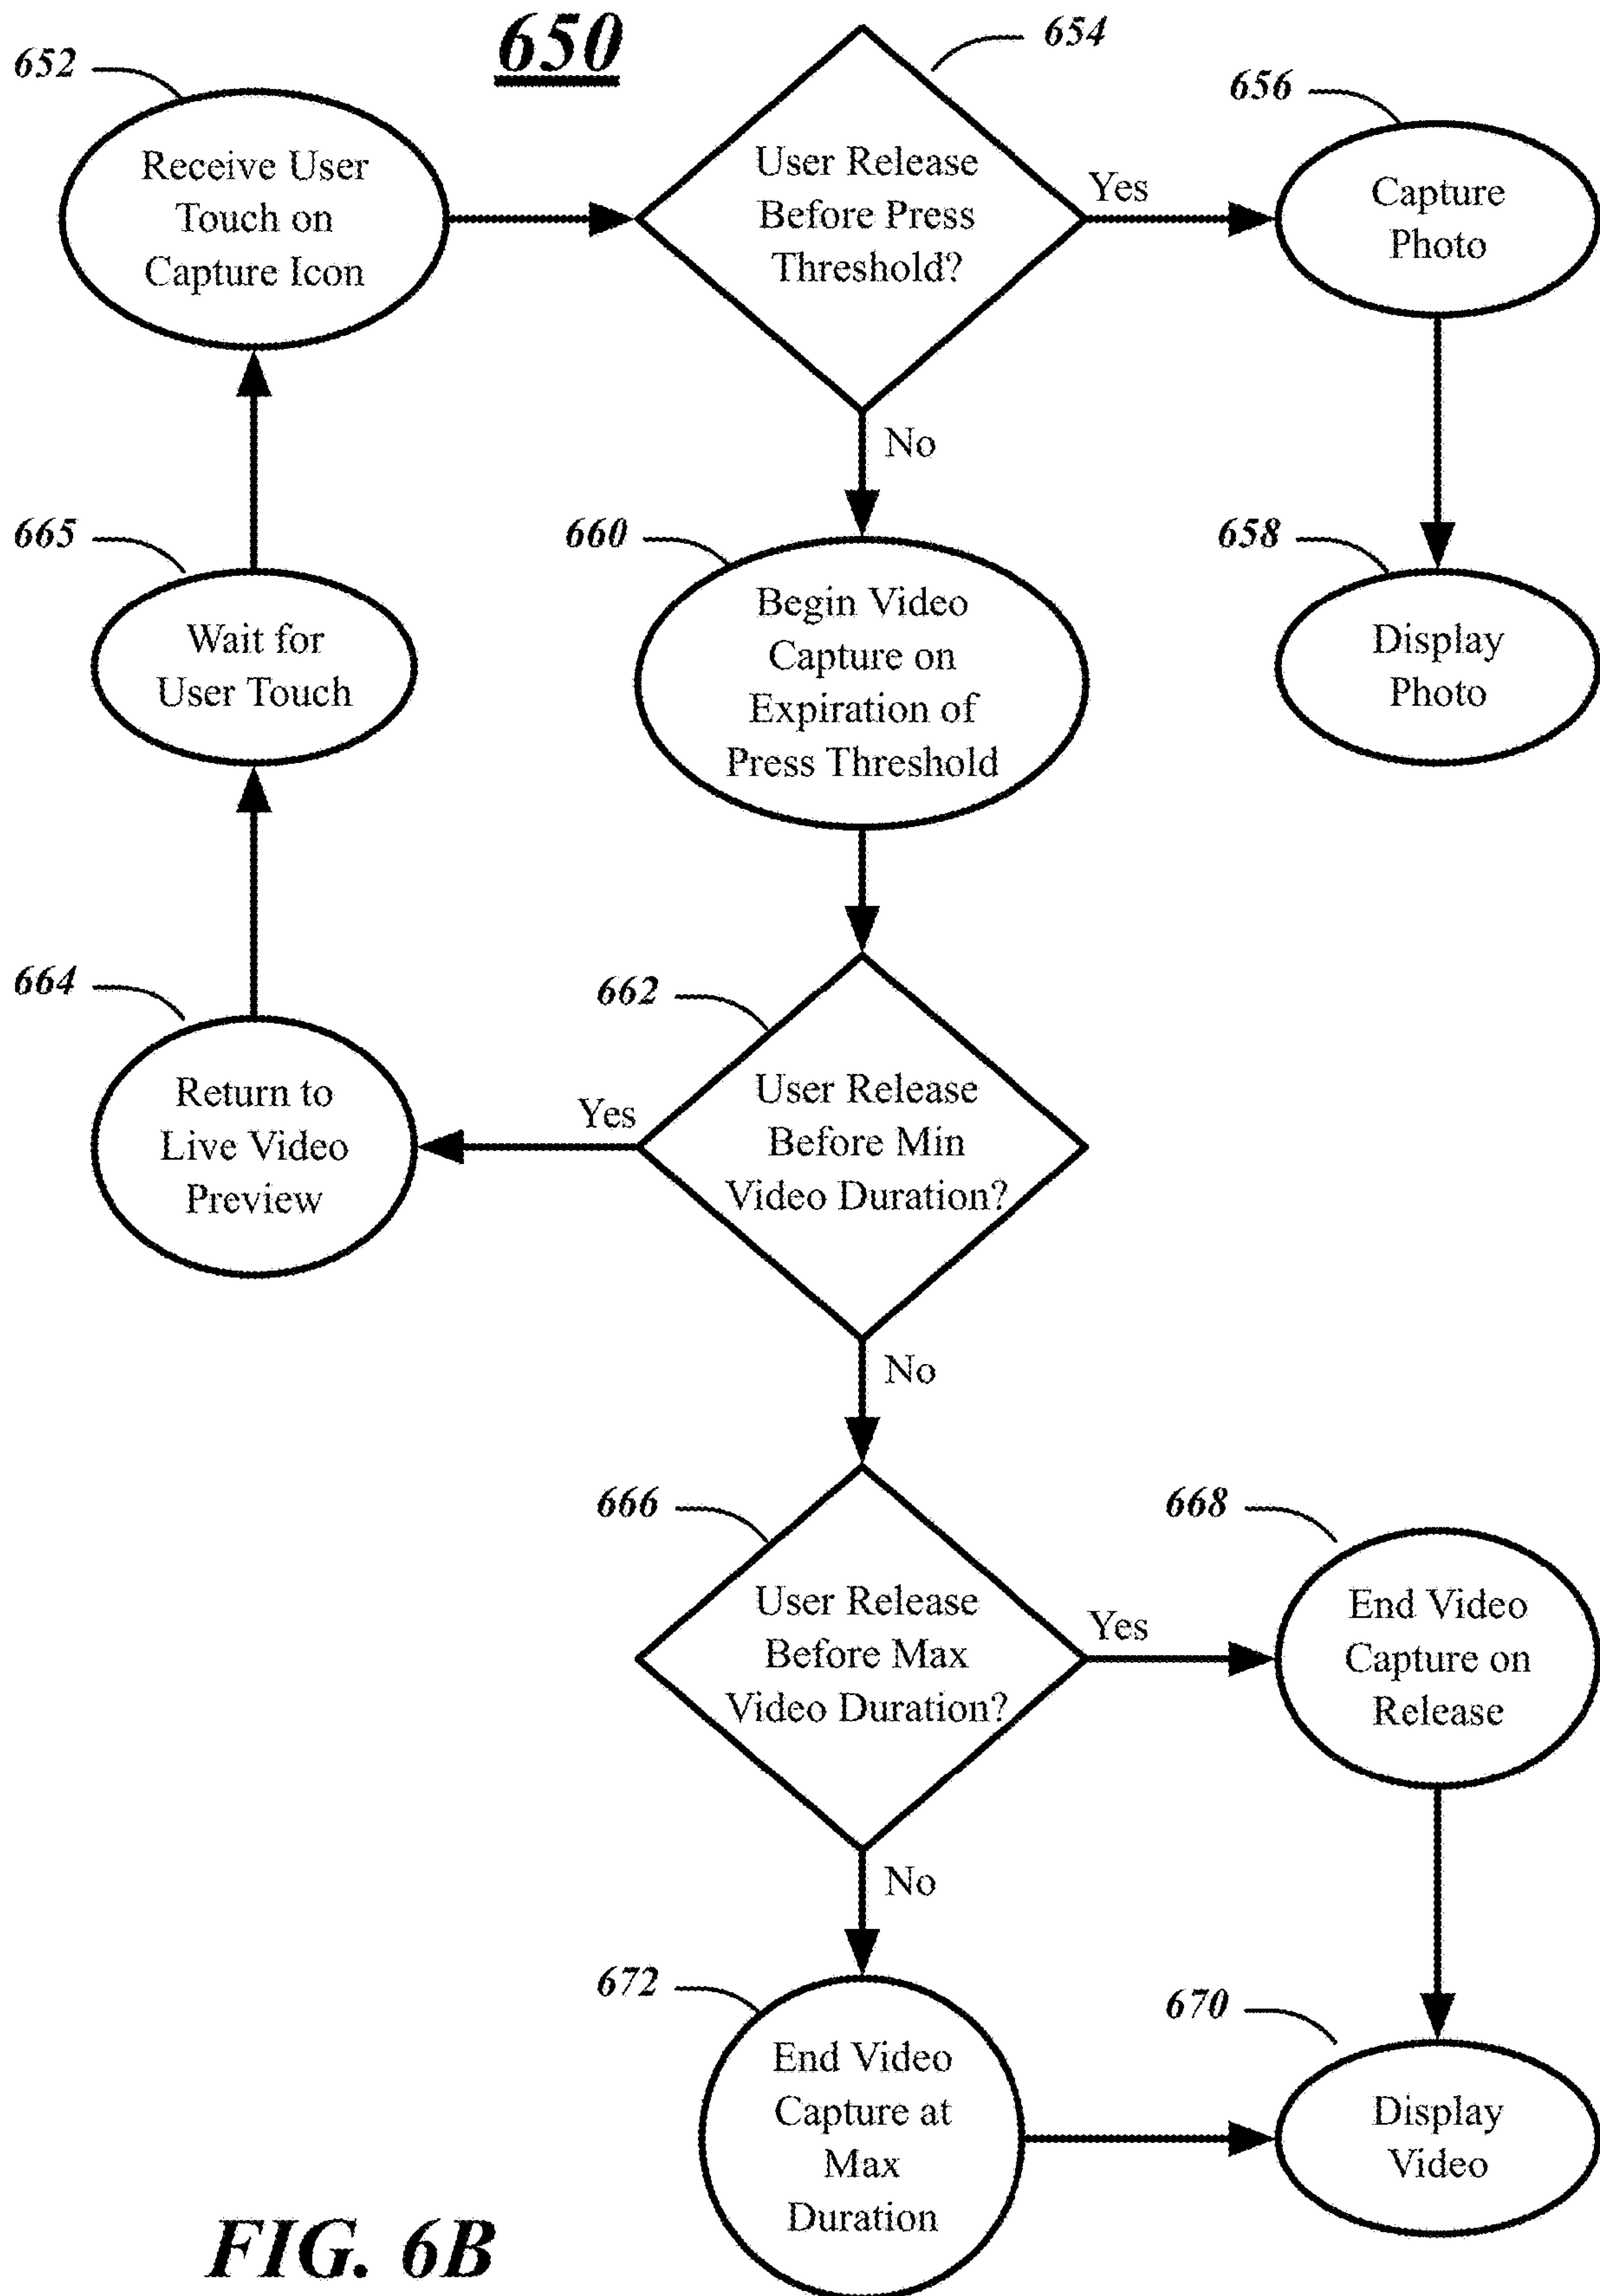 650
652
Receive User
Touch on
Capture Icon
654
User Release
Before Press
Threshold?
Yes
656
Capture
Photo
No
665
Wait for
User Touch
660
Begin Video
Capture on
Expiration of
Press Threshold
658
Display
Photo
664
Return to
Live Video
Preview
662
User Release
Before Min
Video Duration?
Yes
No
666
User Release
Before Max
Video Duration?
Yes
668
End Video
Capture on
Release
No
672
End Video
Capture at
Max
Duration
670
Display
Video
FIG. 6B